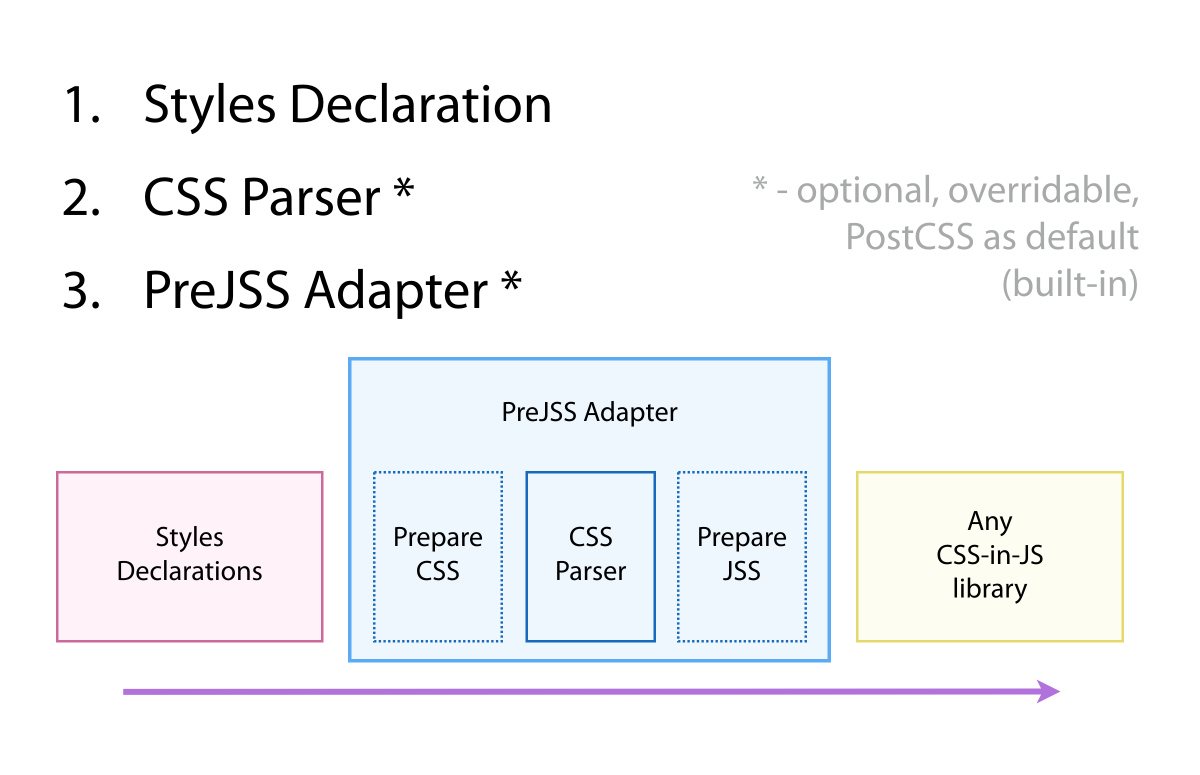 1. Styles Declaration
2. CSS Parser *
3. PreJSS Adapter *
* - optional, overridable,
PostCSS as default
(built-in)
PreJSS Adapter
Styles
Declarations
Prepare
CSS
CSS
Parser
Prepare
JSS
Any
CSS-in-JS
library